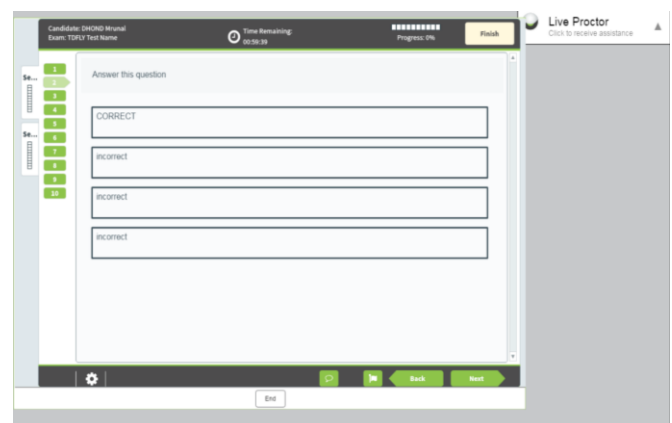 Candidate: DHOND Mrunal
Exam: TDFLY Test Name
Time Remaining:
00:59:39
Progress: 0%
Finish
Live Proctor
Click to receive assistance
Se...
Se...
1
2
3
4
5
6
7
8
9
10
Answer this question
CORRECT
incorrect
incorrect
incorrect
Back
Next
End